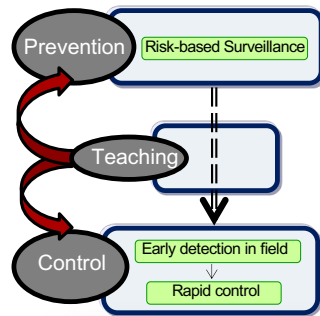 Prevention
Risk-based Surveillance
Teaching
Control
Early detection in field
Rapid control